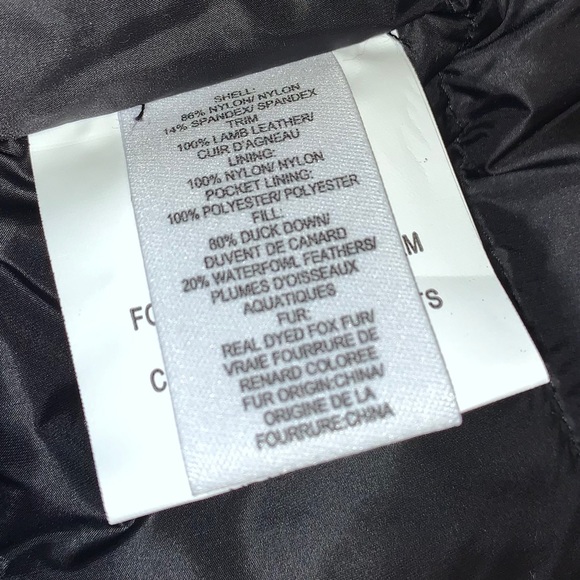 SHELL:
86% NYLON/ NYLON
14% SPANDEX/ SPANDEX
TRIM
100% LAMB LEATHER/
CUIR D'AGNEAU
LINING:
100% NYLON/ NYLON
POCKET LINING:
100% POLYESTER/ POLYESTER
FILL:
80% DUCK DOWN/
DUVENT DE CANARD
20% WATERFOWL FEATHERS/
PLUMES D'OISSEAUX
AQUATIQUES
FUR:
REAL DYED FOX FUR/
VRAIE FOURRURE DE
RENARD COLOREE
FUR ORIGIN:CHINA/
ORIGINE DE LA
FOURRURE:CHINA